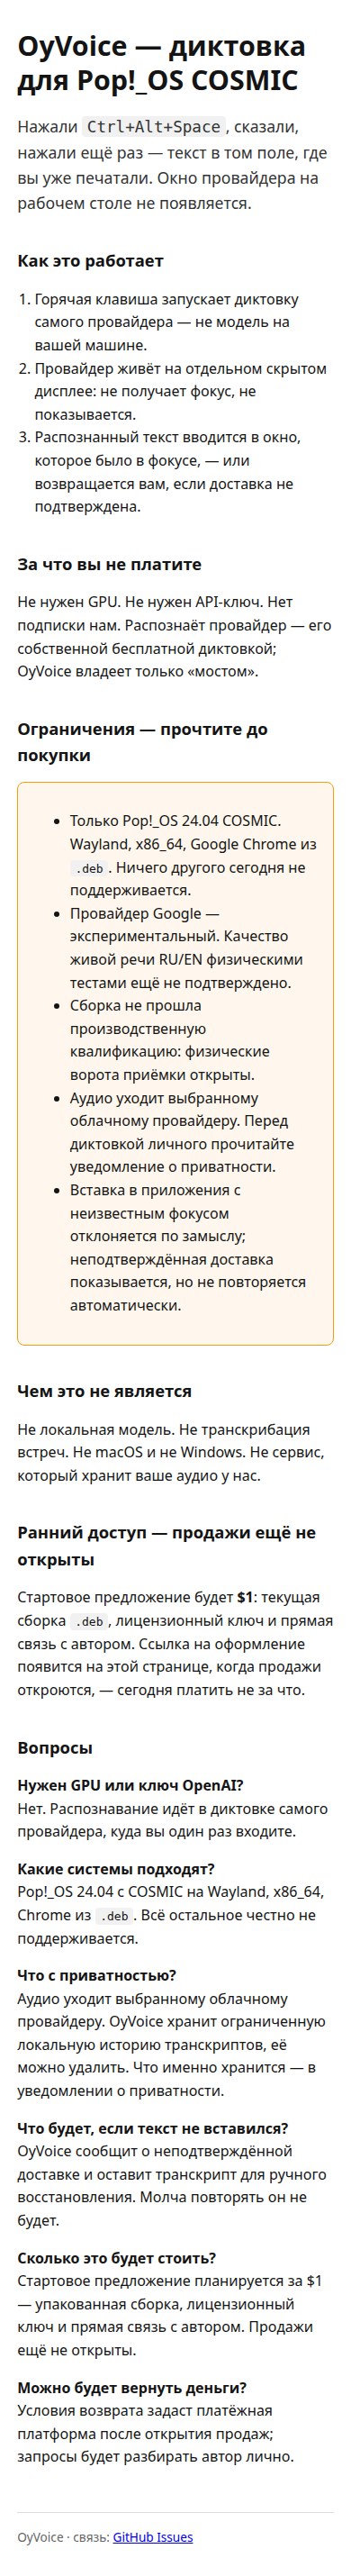 OyVoice — диктовка
для Pop!_OS COSMIC
Нажали Ctrl+Alt+Space, сказали,
нажали ещё раз — текст в том поле, где
вы уже печатали. Окно провайдера на
рабочем столе не появляется.
Как это работает
1. Горячая клавиша запускает диктовку
самого провайдера — не модель на
вашей машине.
2. Провайдер живёт на отдельном скрытом
дисплее: не получает фокус, не
показывается.
3. Распознанный текст вводится в окно,
которое было в фокусе, — или
возвращается вам, если доставка не
подтверждена.
За что вы не платите
Не нужен GPU. Не нужен API-ключ. Нет
подписки нам. Распознаёт провайдер — его
собственной бесплатной диктовкой;
OyVoice владеет только «мостом».
Ограничения — прочтите до
покупки
• Только Pop!_OS 24.04 COSMIC.
Wayland, x86_64, Google Chrome из
.deb. Ничего другого сегодня не
поддерживается.
• Провайдер Google —
экспериментальный. Качество
живой речи RU/EN физическими
тестами ещё не подтверждено.
• Сборка не прошла
производственную
квалификацию: физические
ворота приёмки открыты.
• Аудио уходит выбранному
облачному провайдеру. Перед
диктовкой личного прочитайте
уведомление о приватности.
• Вставка в приложения с
неизвестным фокусом
отклоняется по замыслу;
неподтверждённая доставка
показывается, но не повторяется
автоматически.
Чем это не является
Не локальная модель. Не транскрибация
встреч. Не macOS и не Windows. Не сервис,
который хранит ваше аудио у нас.
Ранний доступ — продажи ещё не
открыты
Стартовое предложение будет $1: текущая
сборка .deb, лицензионный ключ и прямая
связь с автором. Ссылка на оформление
появится на этой странице, когда продажи
откроются, — сегодня платить не за что.
Вопросы
Нужен GPU или ключ OpenAI?
Нет. Распознавание идёт в диктовке самого
провайдера, куда вы один раз входите.
Какие системы подходят?
Pop!_OS 24.04 с COSMIC на Wayland, x86_64,
Chrome из .deb. Всё остальное честно не
поддерживается.
Что с приватностью?
Аудио уходит выбранному облачному
провайдеру. OyVoice хранит ограниченную
локальную историю транскриптов, её
можно удалить. Что именно хранится — в
уведомлении о приватности.
Что будет, если текст не вставился?
OyVoice сообщит о неподтверждённой
доставке и оставит транскрипт для ручного
восстановления. Молча повторять он не
будет.
Сколько это будет стоить?
Стартовое предложение планируется за $1
— упакованная сборка, лицензионный
ключ и прямая связь с автором. Продажи
ещё не открыты.
Можно будет вернуть деньги?
Условия возврата задаст платёжная
платформа после открытия продаж;
запросы будет разбирать автор лично.
OyVoice · связь: GitHub Issues